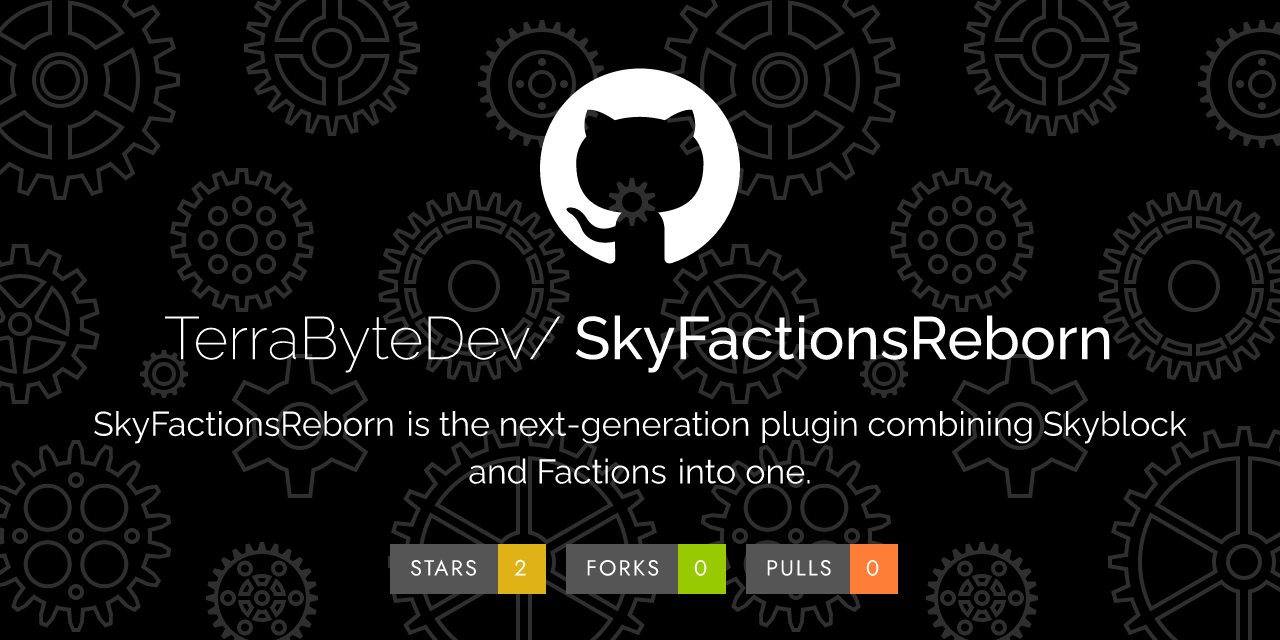 TerraByteDev/ SkyFactionsReborn
SkyFactionsReborn is the next-generation plugin combining Skyblock
and Factions into one.
STARS 2 FORKS 0 PULLS 0